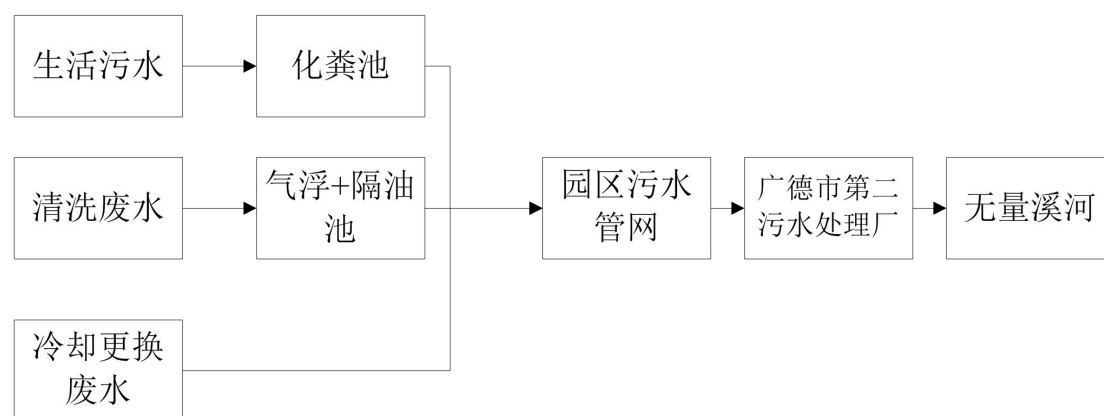 生活污水
化粪池
清洗废水
气浮+隔油
池
园区污水
管网
广德市第二
污水处理厂
无量溪河
冷却更换
废水